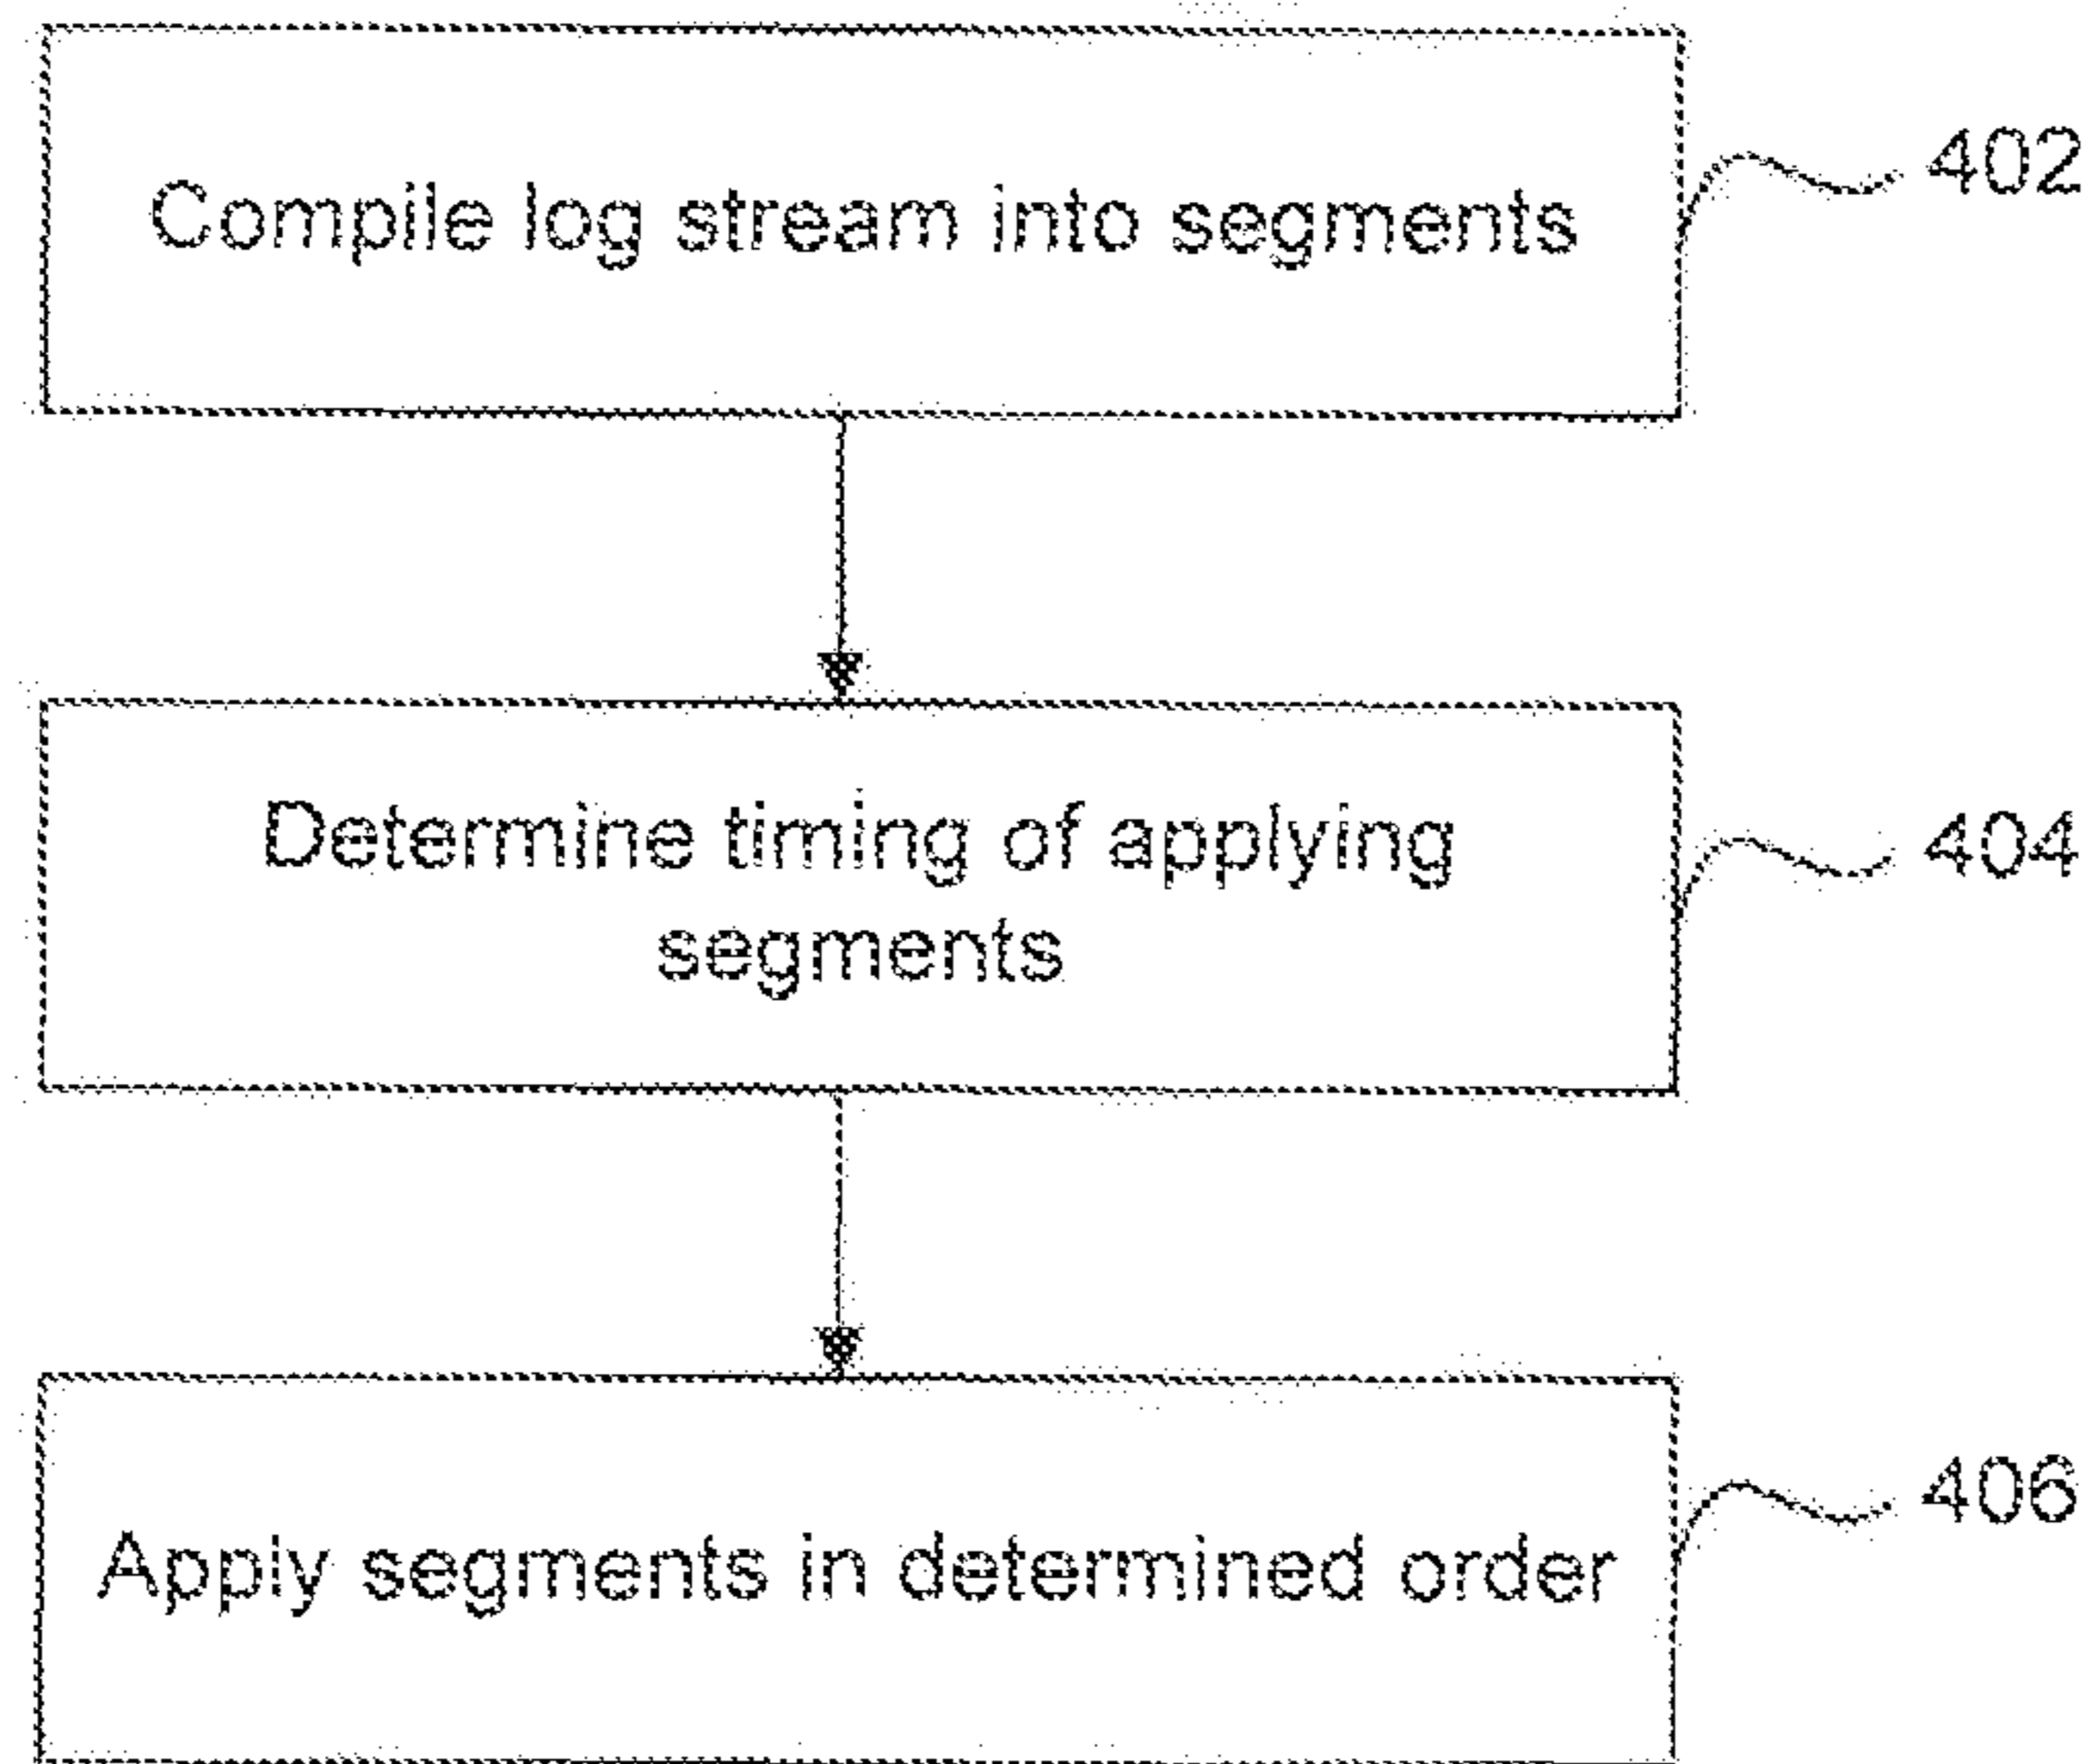 Compile log stream into segments
402
Determine timing of applying
segments
404
Apply segments in determined order
406